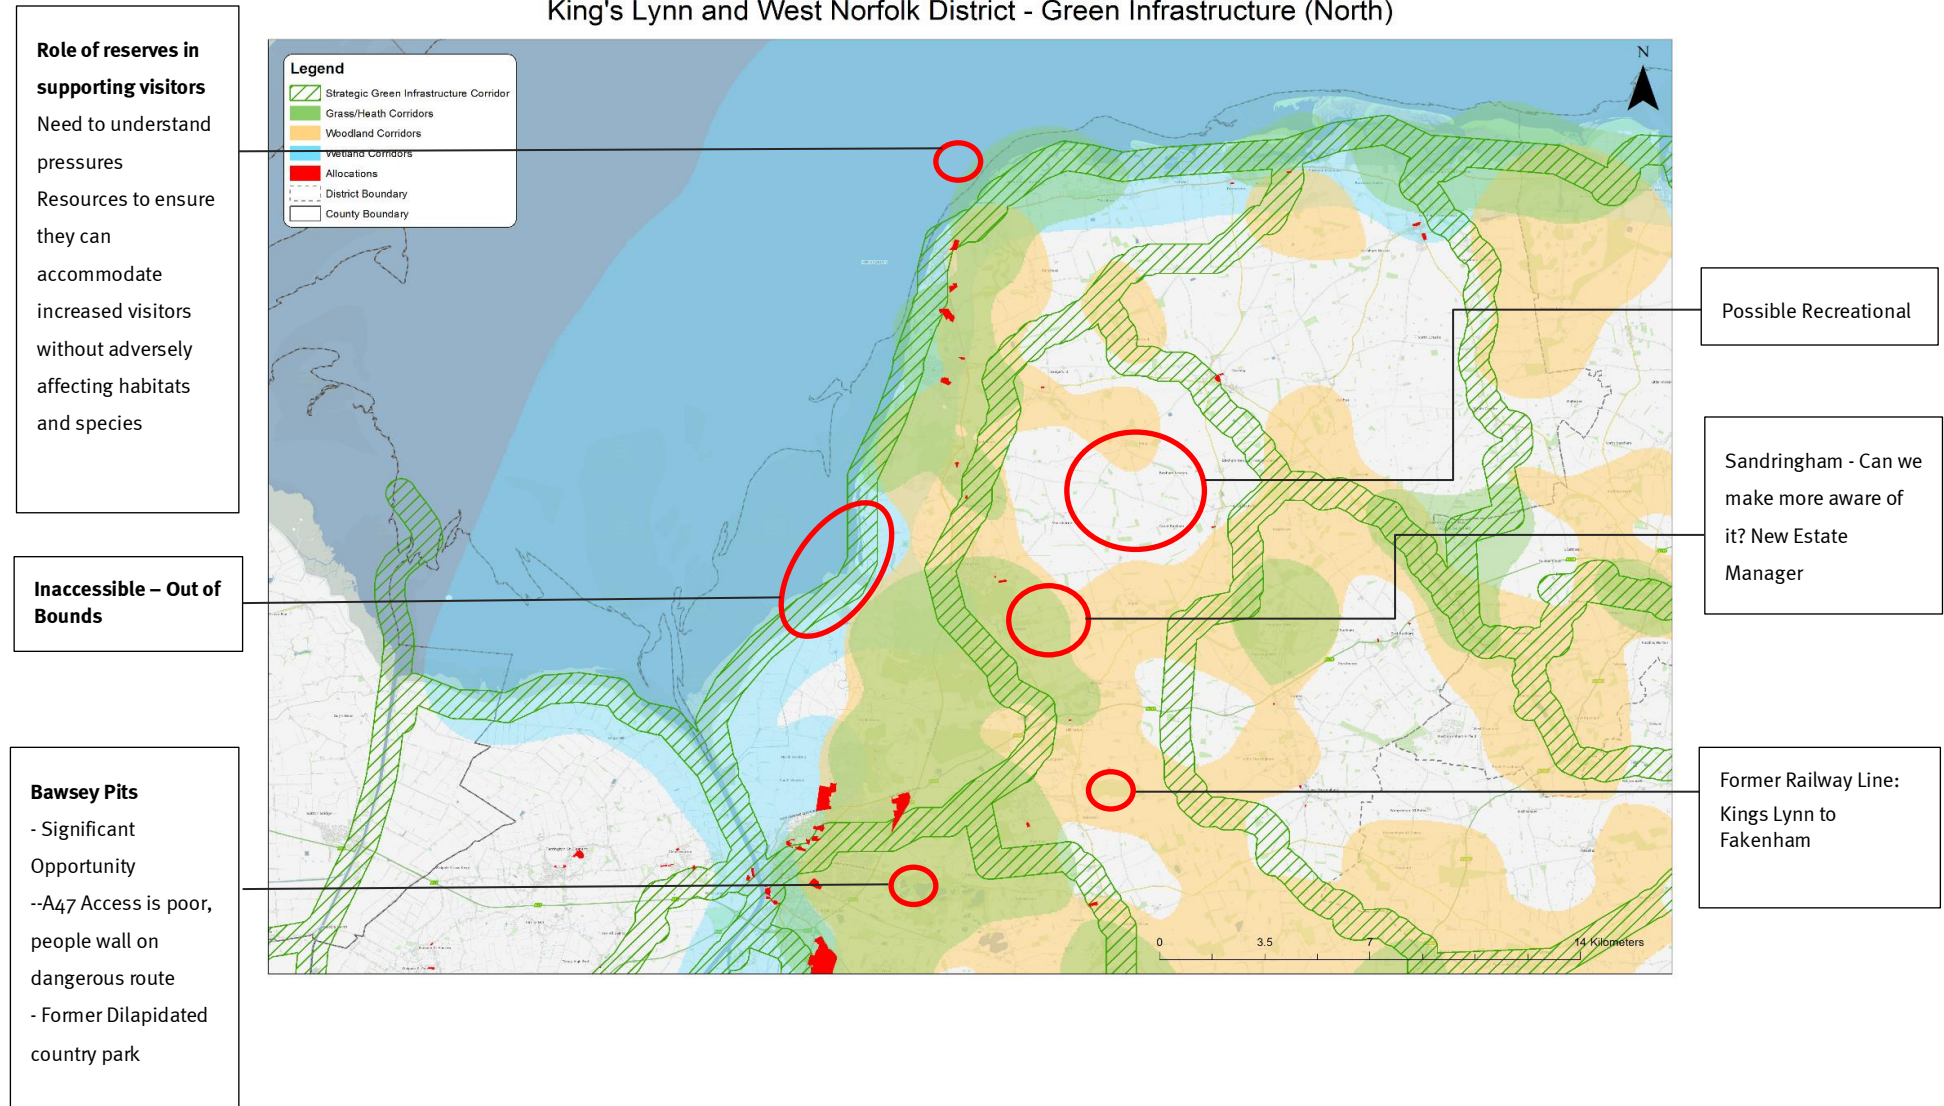 King's Lynn and West Norfolk District - Green Infrastructure (North)
Role of reserves in
supporting visitors
Need to understand
pressures
Resources to ensure
they can
accommodate
increased visitors
without adversely
affecting habitats
and species
Inaccessible – Out of
Bounds
Bawsey Pits
- Significant
Opportunity
--A47 Access is poor,
people wall on
dangerous route
- Former Dilapidated
country park
Legend
Strategic Green Infrastructure Corridor
Grass/Heath Corridors
Woodland Corridors
Wetland Corridors
Allocations
District Boundary
County Boundary
N
0 3.5 7 14 Kilometers
Possible Recreational
Sandringham - Can we
make more aware of
it? New Estate
Manager
Former Railway Line:
Kings Lynn to
Fakenham